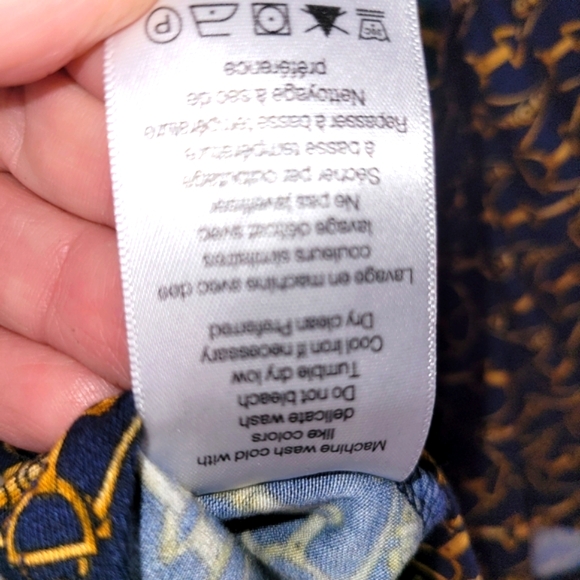 Machine wash cold with
like colors
delicate wash
Do not bleach
Tumble dry low
Cool Iron if necessary
Dry clean Preferred
Lavage en machine avec des
couleurs similaires
lavage délicat avec
Ne pas javelliser
Sécher par culbutage
à basse température
Repasser à basse température
Nettoyage à sec de
préférence
30C
P